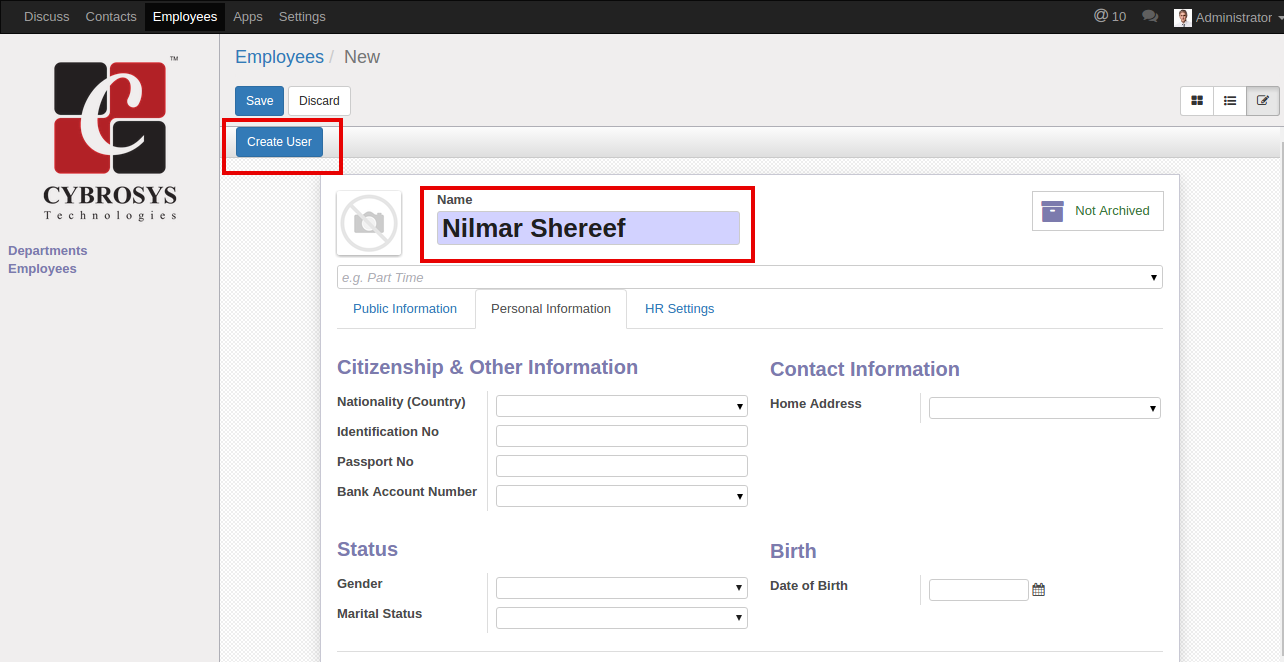 Discuss Contacts Employees Apps Settings @ 10 Administrator
™
CYBROSYS
Technologies
Departments
Employees
Employees / New
Save Discard
Create User
Name
Nilmar Shereef
Not Archived
e.g. Part Time
Public Information Personal Information HR Settings
Citizenship & Other Information
Nationality (Country)
Identification No
Passport No
Bank Account Number
Contact Information
Home Address
Status
Gender
Marital Status
Birth
Date of Birth